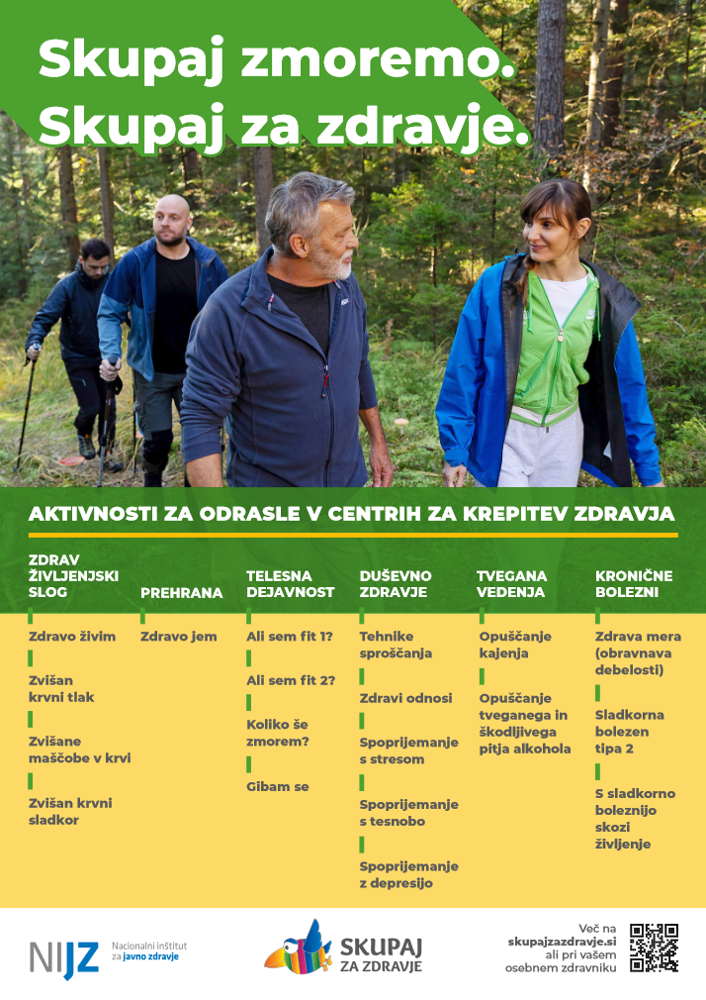 Skupaj zmoremo.
Skupaj za zdravje.
AKTIVNOSTI ZA ODRASLE V CENTRIH ZA KREPITEV ZDRAVJA
ZDRAV
ŽIVLJENJSKI
SLOG
Zdravo živim
Zvišan
krvni tlak
Zvišane
maščobe v krvi
Zvišan krvni
sladkor
PREHRANA
Zdravo jem
TELESNA
DEJAVNOST
Ali sem fit 1?
Ali sem fit 2?
Koliko še
zmorem?
Gibam se
DUŠEVNO
ZDRAVJE
Tehnike
sproščanja
Zdravi odnosi
Spoprijemanje
s stresom
Spoprijemanje
s tesnobo
Spoprijemanje
z depresijo
TVEGANA
VEDENJA
Opuščanje
kajenja
Opuščanje
tveganega in
škodljivega
pitja alkohola
KRONIČNE
BOLEZNI
Zdrava mera
(obravnava
debelosti)
Sladkorna
bolezen
tipa 2
S sladkorno
boleznijo
skozi
življenje
NIJZ
Nacionalni inštitut
za javno zdravje
SKUPAJ
ZA ZDRAVJE
Več na
skupajzazdravje.si
ali pri vašem
osebnem zdravniku